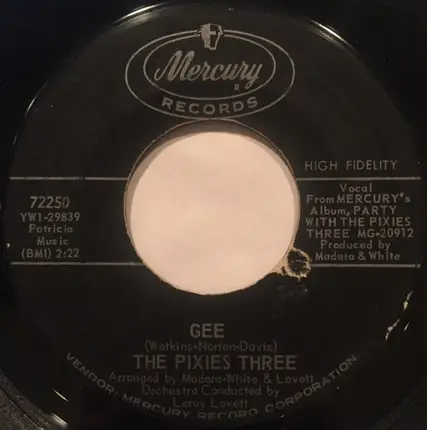 Mercury
R
RECORDS
HIGH FIDELITY
72250
YW1-29839
Patricia
Music
(BMI) 2:22
Vocal
From MERCURY's
Album, PARTY
WITH THE PIXIES
THREE MG-20912
Produced by
Madara & White
GEE
(Watkins-Norton-Davis)
THE PIXIES THREE
Arranged by Madara-White & Lovett
Orchestra Conducted by
Leroy Lovett
VENDOR: MERCURY RECORD CORPORATION